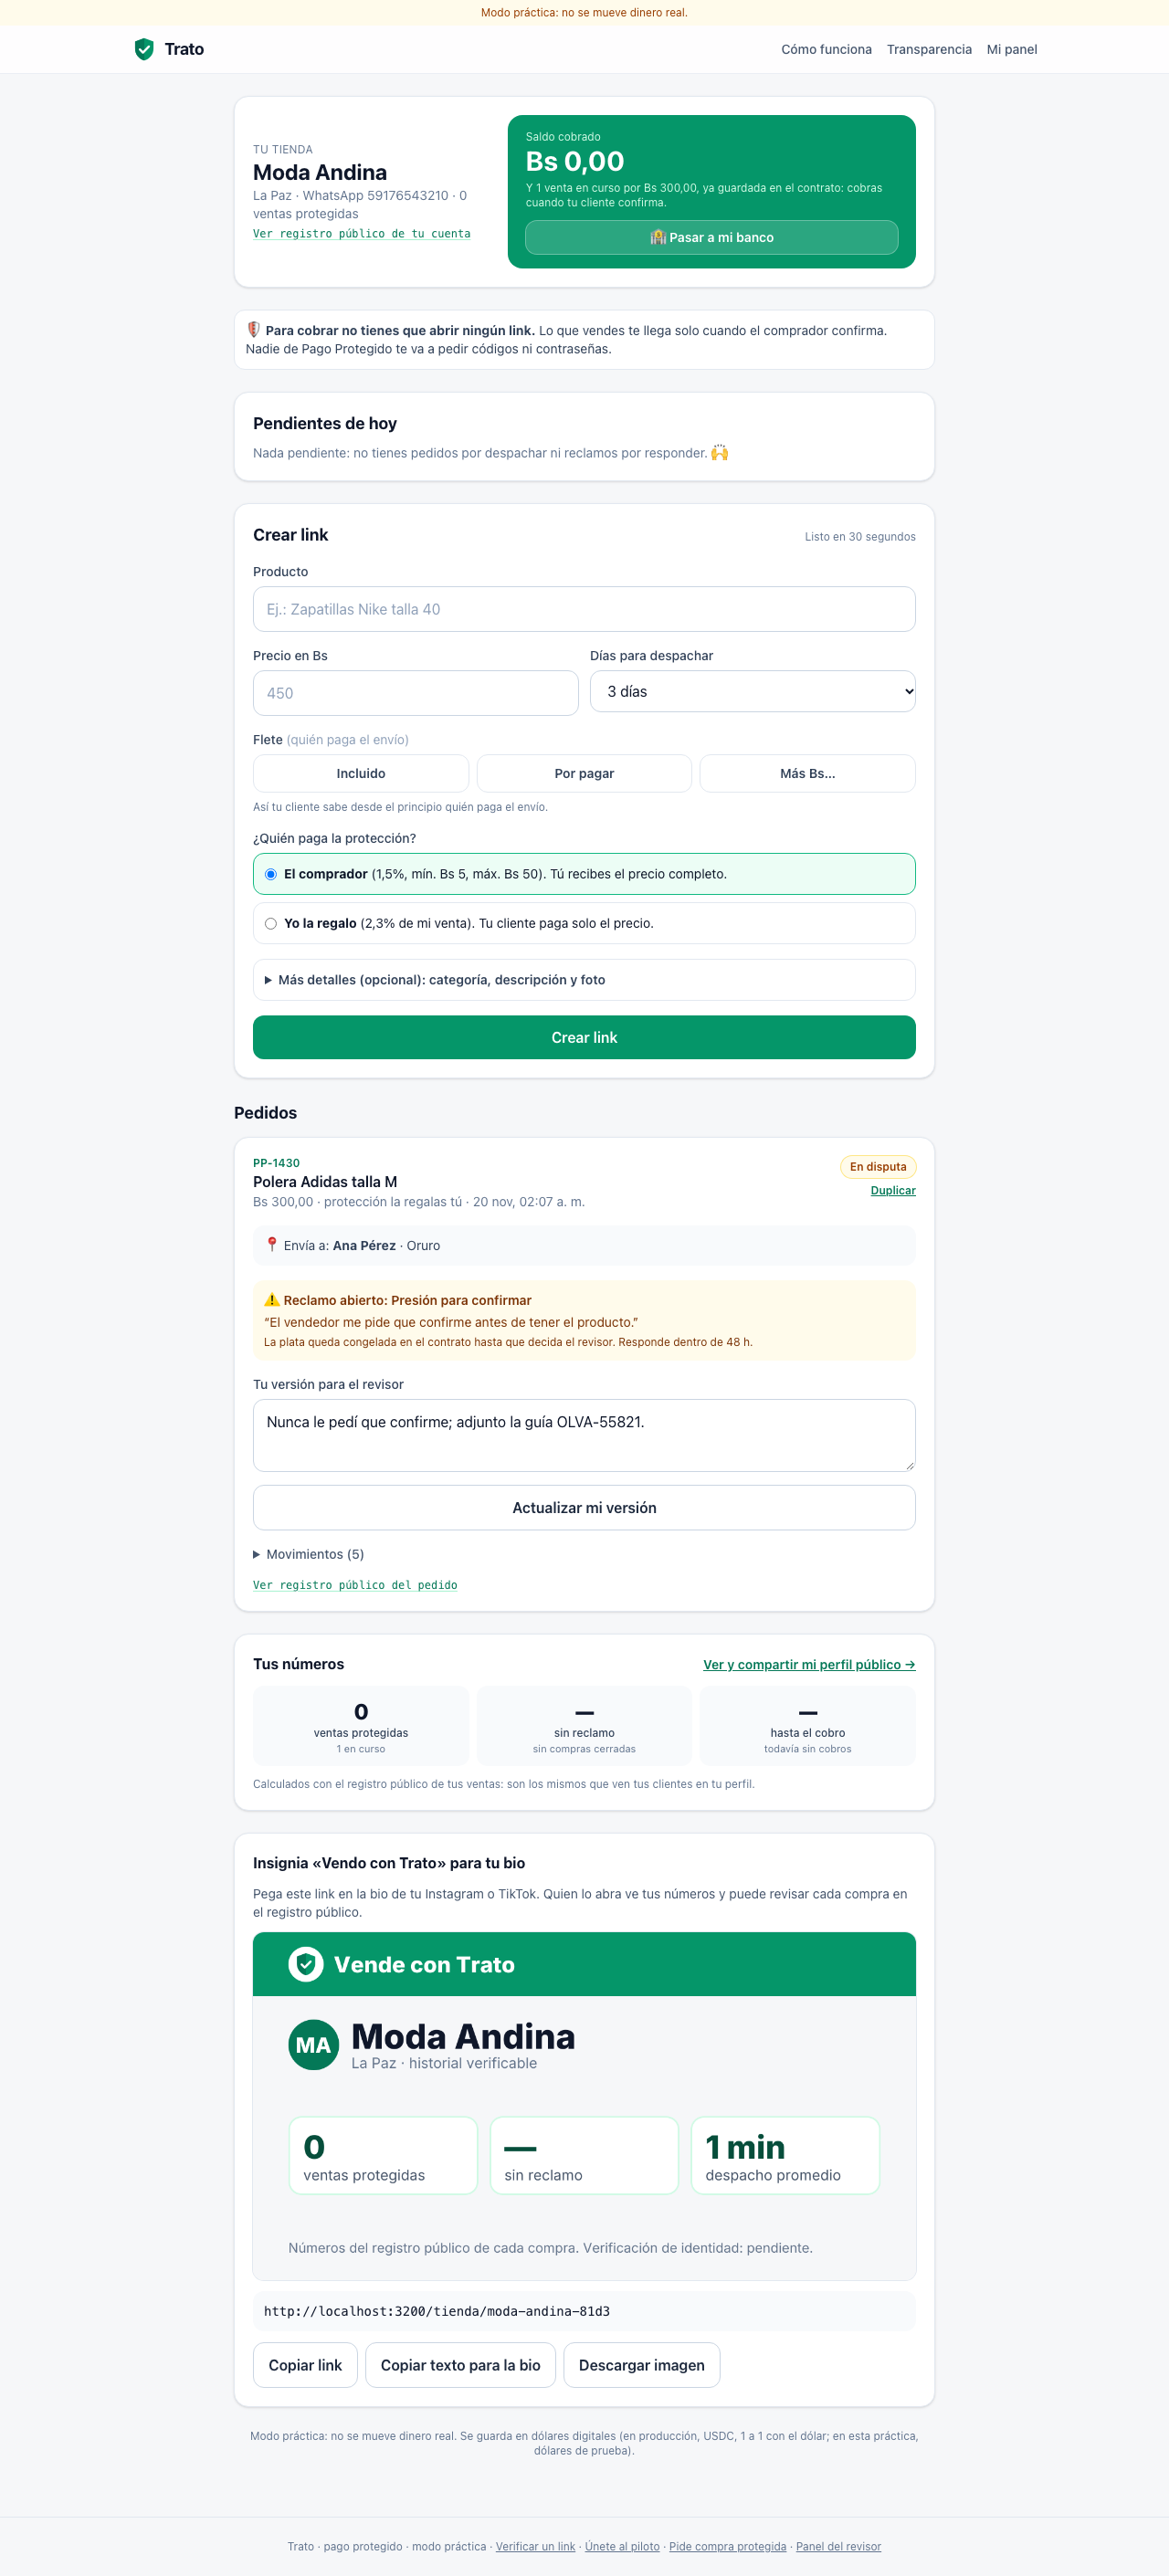 Modo práctica: no se mueve dinero real.
Trato
Cómo funciona
Transparencia
Mi panel
TU TIENDA
Moda Andina
La Paz · WhatsApp 59176543210 · 0
ventas protegidas
Ver registro público de tu cuenta
Saldo cobrado
Bs 0,00
Y 1 venta en curso por Bs 300,00, ya guardada en el contrato: cobras
cuando tu cliente confirma.
🏦 Pasar a mi banco
🛡️ Para cobrar no tienes que abrir ningún link. Lo que vendes te llega solo cuando el comprador confirma.
Nadie de Pago Protegido te va a pedir códigos ni contraseñas.
Pendientes de hoy
Nada pendiente: no tienes pedidos por despachar ni reclamos por responder. 🙌
Crear link
Listo en 30 segundos
Producto
Ej.: Zapatillas Nike talla 40
Precio en Bs
Días para despachar
450
3 días
Flete (quién paga el envío)
Incluido
Por pagar
Más Bs...
Así tu cliente sabe desde el principio quién paga el envío.
¿Quién paga la protección?
El comprador (1,5%, mín. Bs 5, máx. Bs 50). Tú recibes el precio completo.
Yo la regalo (2,3% de mi venta). Tu cliente paga solo el precio.
Más detalles (opcional): categoría, descripción y foto
Crear link
Pedidos
PP-1430
Polera Adidas talla M
Bs 300,00 · protección la regalas tú · 20 nov, 02:07 a. m.
En disputa
Duplicar
📍 Envía a: Ana Pérez · Oruro
⚠️ Reclamo abierto: Presión para confirmar
“El vendedor me pide que confirme antes de tener el producto.”
La plata queda congelada en el contrato hasta que decida el revisor. Responde dentro de 48 h.
Tu versión para el revisor
Nunca le pedí que confirme; adjunto la guía OLVA-55821.
Actualizar mi versión
Movimientos (5)
Ver registro público del pedido
Tus números
Ver y compartir mi perfil público →
0
ventas protegidas
1 en curso
—
sin reclamo
sin compras cerradas
—
hasta el cobro
todavía sin cobros
Calculados con el registro público de tus ventas: son los mismos que ven tus clientes en tu perfil.
Insignia «Vendo con Trato» para tu bio
Pega este link en la bio de tu Instagram o TikTok. Quien lo abra ve tus números y puede revisar cada compra en
el registro público.
Vende con Trato
MA
Moda Andina
La Paz · historial verificable
0
ventas protegidas
—
sin reclamo
1 min
despacho promedio
Números del registro público de cada compra. Verificación de identidad: pendiente.
http://localhost:3200/tienda/moda-andina-81d3
Copiar link
Copiar texto para la bio
Descargar imagen
Modo práctica: no se mueve dinero real. Se guarda en dólares digitales (en producción, USDC, 1 a 1 con el dólar; en esta práctica,
dólares de prueba).
Trato · pago protegido · modo práctica · Verificar un link · Únete al piloto · Pide compra protegida · Panel del revisor